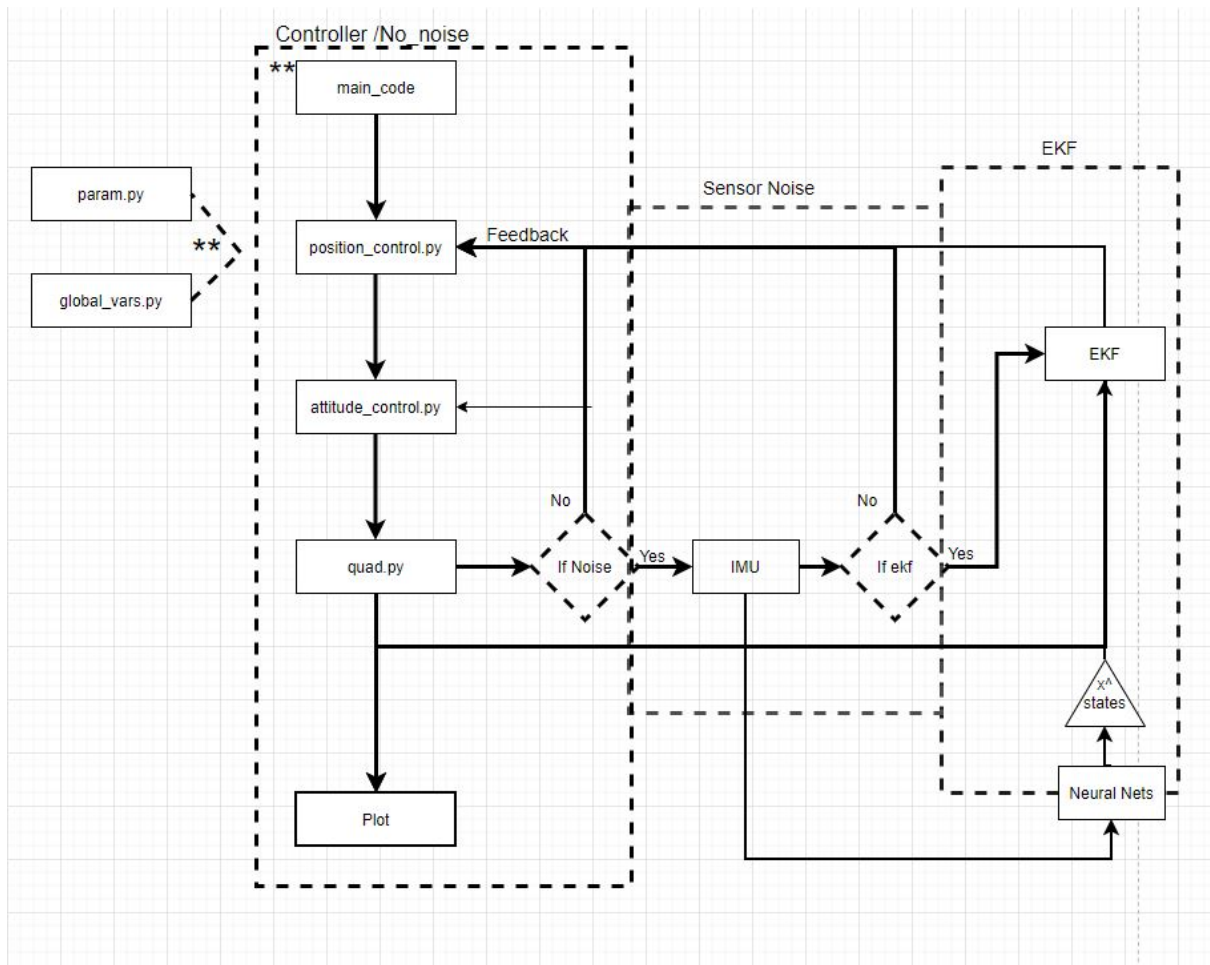 Controller /No_noise
**
main_code
param.py
EKF
Sensor Noise
Feedback
position_control.py
**
global_vars.py
EKF
attitude_control.py
No
No
quad.py
If Noise
Yes
IMU
If ekf
Yes
x^
states
Neural Nets
Plot